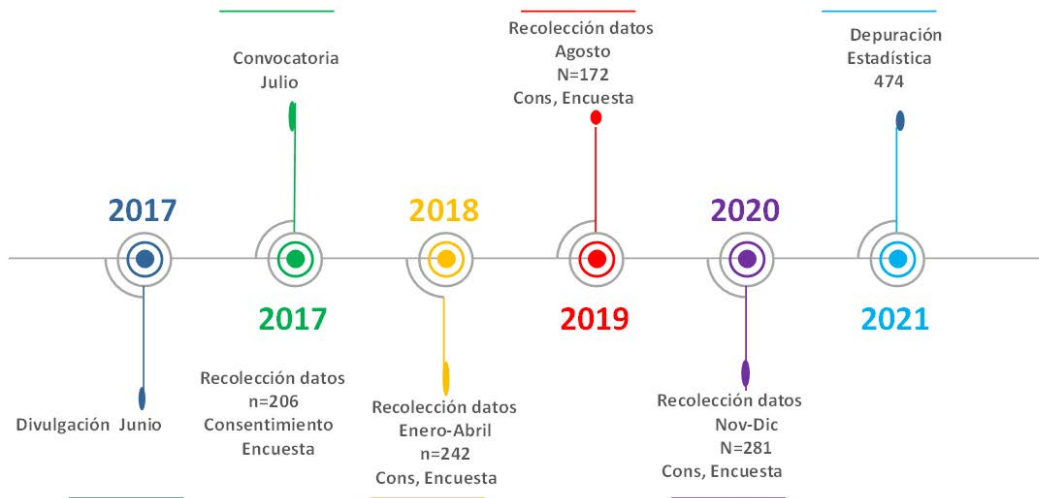 2017
Divulgación Junio
Convocatoria
Julio
2017
Recolección datos
n=206
Consentimiento
Encuesta
2018
Recolección datos
Enero-Abril
n=242
Cons, Encuesta
Recolección datos
Agosto
N=172
Cons, Encuesta
2019
2020
Recolección datos
Nov-Dic
N=281
Cons, Encuesta
Depuración
Estadística
474
2021